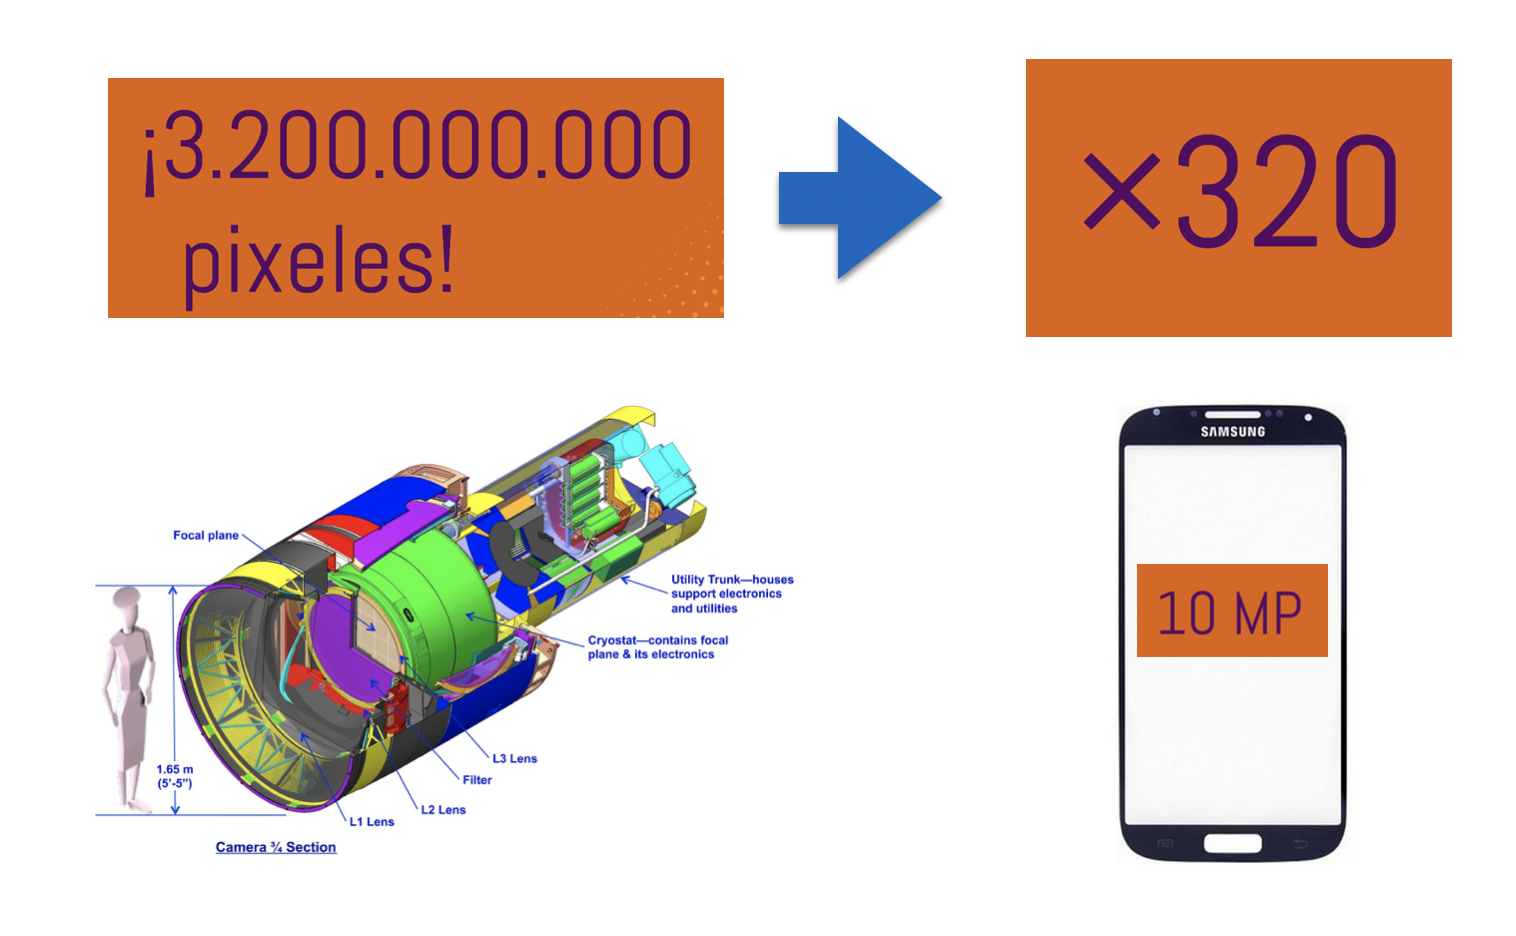 ¡3.200.000.000
pixeles!
×320
Focal plane
Utility Trunk—houses
support electronics
and utilities
Cryostat—contains focal
plane & its electronics
1.65 m
(5'-5")
L3 Lens
Filter
L2 Lens
L1 Lens
Camera ¾ Section
SAMSUNG
10 MP